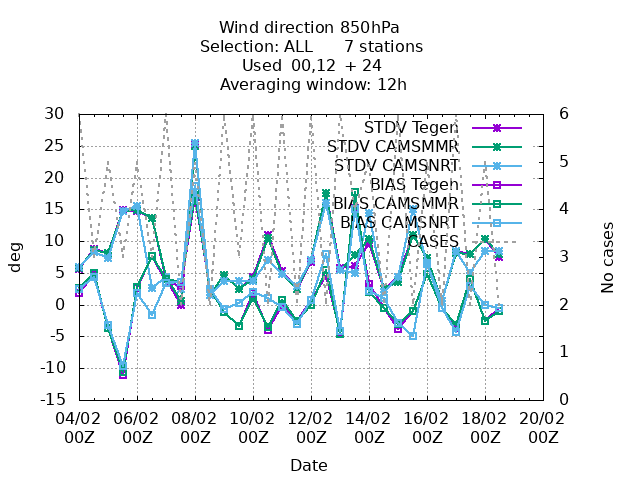 Wind direction 850hPa
Selection: ALL 7 stations
Used 00,12 + 24
Averaging window: 12h
30 6
25
20 5
15 4
10 3
5
0 2
-5 1
-10
-15 0
deg
No cases
STDV Tegen
STDV CAMSMMR
STDV CAMSNRT
BIAS Tegen
BIAS CAMSMMR
BIAS CAMSNRT
CASES
04/02 06/02 08/02 10/02 12/02 14/02 16/02 18/02 20/02
00Z 00Z 00Z 00Z 00Z 00Z 00Z 00Z 00Z
Date